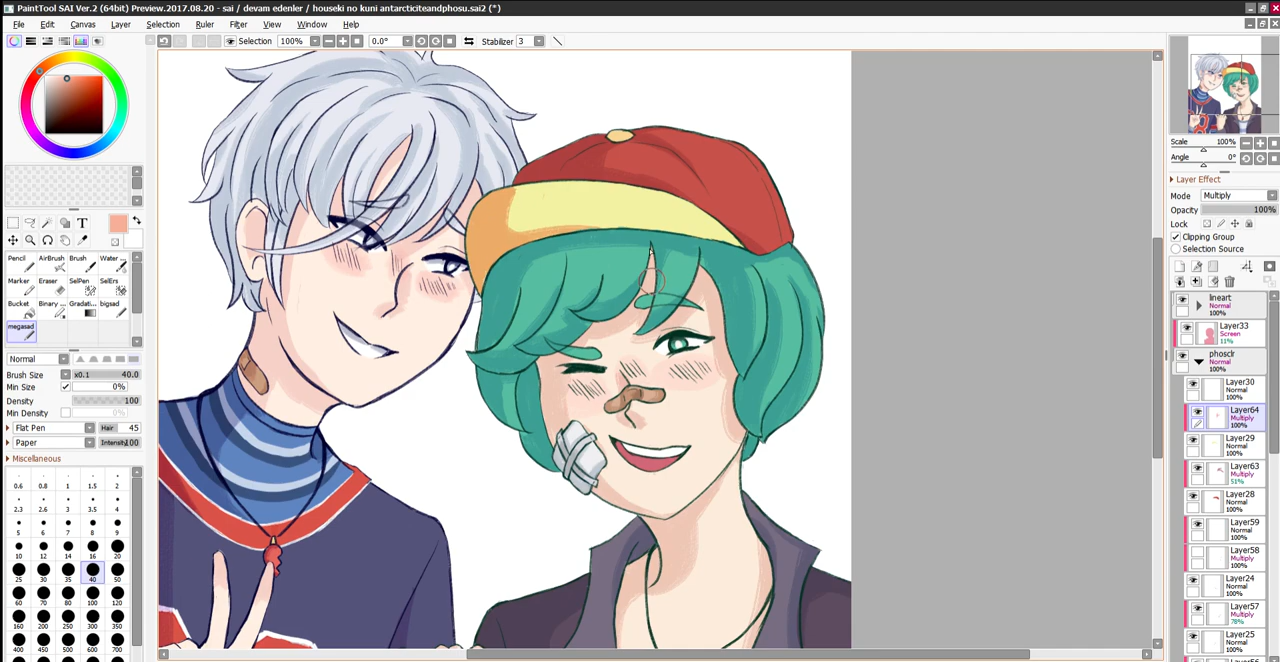 PaintTool SAI Ver.2 (64bit) Preview.2017.08.20 - sai / devam edenler / houseki no kuni antarcticiteandphosu.sai2 (*)
File Edit Canvas Layer Selection Ruler Filter View Window Help
Selection 100% 0.0° Stabilizer 3
T
Pencil AirBrush Brush Water ...
Marker Eraser SelPen SelErs
Bucket Binary ... Gradati... bigsad
megasad
Normal
Brush Size x0.1 40.0
Min Size 0%
Density 100
Min Density 0%
Flat Pen Hair 45
Paper Intensity 100
Miscellaneous
0.6 0.8 1 1.5 2
2.3 2.6 3 3.5 4
5 6 7 8 9
10 12 14 16 20
25 30 35 40 50
60 70 80 100 120
160 200 250 300 350
400 450 500 600 700
Scale 100%
Angle 0°
Layer Effect
Mode Multiply
Opacity 100%
Lock
Clipping Group
Selection Source
lineart
Normal
100%
Layer33
Screen
11%
phosclr
Normal
100%
Layer30
Normal
100%
Layer64
Multiply
100%
Layer29
Normal
100%
Layer63
Multiply
51%
Layer28
Normal
100%
Layer59
Normal
100%
Layer58
Multiply
100%
Layer24
Normal
100%
Layer57
Multiply
78%
Layer25
Normal
100%